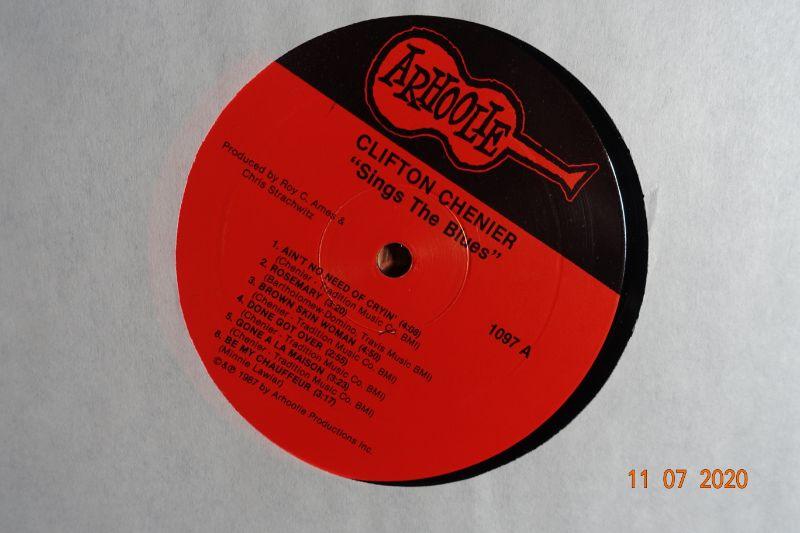 ARHOOLIE
CLIFTON CHENIER
"Sings The Blues"
Produced by Roy C. Ames &
Chris Strachwitz
1097 A
1. AIN'T NO NEED OF CRYIN' (4:08)
(Chenier - Tradition Music Co. BMI)
2. ROSEMARY (3:20)
(Bartholomew-Domino, Travis Music BMI)
3. BROWN SKIN WOMAN (4:50)
(Chenier - Tradition Music Co. BMI)
4. DONE GOT OVER (2:55)
(Chenier - Tradition Music Co. BMI)
5. GONE A LA MAISON (3:23)
(Chenier - Tradition Music Co. BMI)
6. BE MY CHAUFFEUR (3:17)
(Minnie Lawlar)
©&℗ 1987 by Arhoolie Productions Inc.
11 07 2020